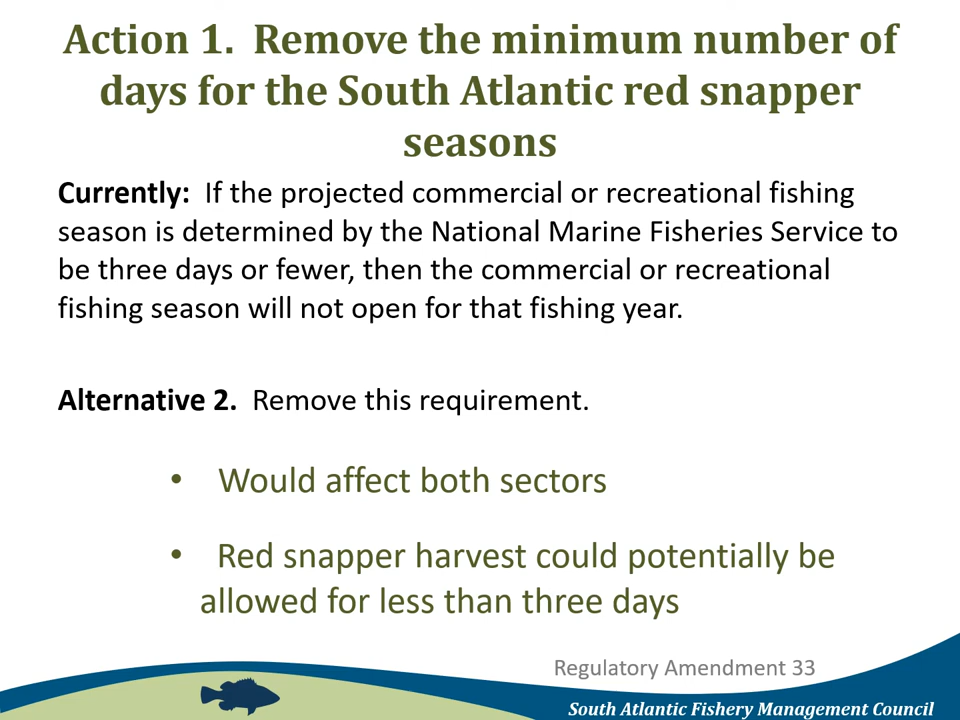 Action 1.  Remove the minimum number of
days for the South Atlantic red snapper
seasons
Currently:  If the projected commercial or recreational fishing
season is determined by the National Marine Fisheries Service to
be three days or fewer, then the commercial or recreational
fishing season will not open for that fishing year.
Alternative 2.  Remove this requirement.
• Would affect both sectors
• Red snapper harvest could potentially be
allowed for less than three days
Regulatory Amendment 33
South Atlantic Fishery Management Council